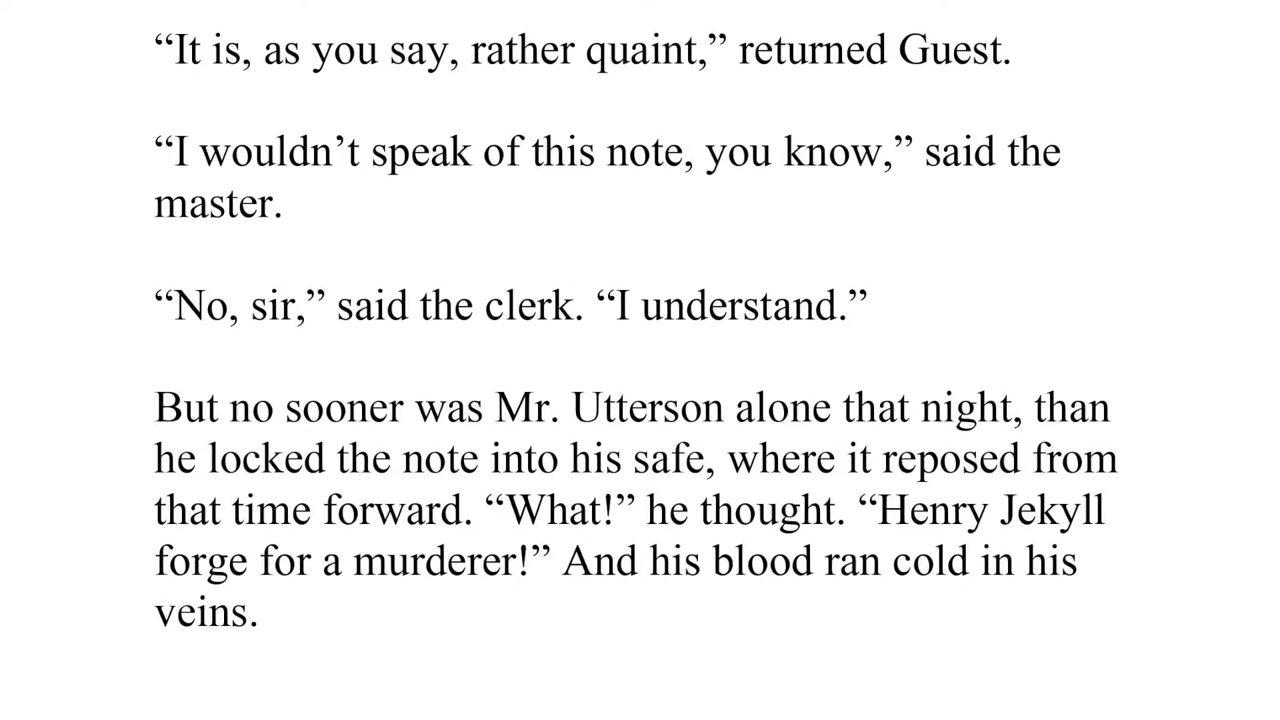 “It is, as you say, rather quaint,” returned Guest.
“I wouldn’t speak of this note, you know,” said the
master.
“No, sir,” said the clerk. “I understand.”
But no sooner was Mr. Utterson alone that night, than
he locked the note into his safe, where it reposed from
that time forward. “What!” he thought. “Henry Jekyll
forge for a murderer!” And his blood ran cold in his
veins.